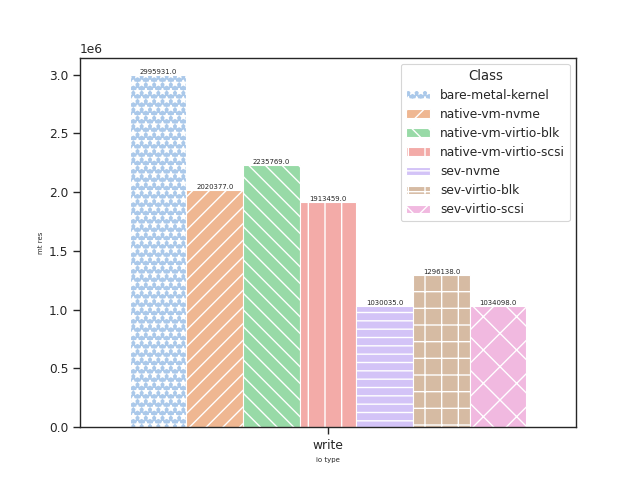 1e6
3.0
2.5
2.0
1.5
1.0
0.5
0.0
mt res
2995931.0
2020377.0
2235769.0
1913459.0
1030035.0
1296138.0
1034098.0
Class
bare-metal-kernel
native-vm-nvme
native-vm-virtio-blk
native-vm-virtio-scsi
sev-nvme
sev-virtio-blk
sev-virtio-scsi
write
io type